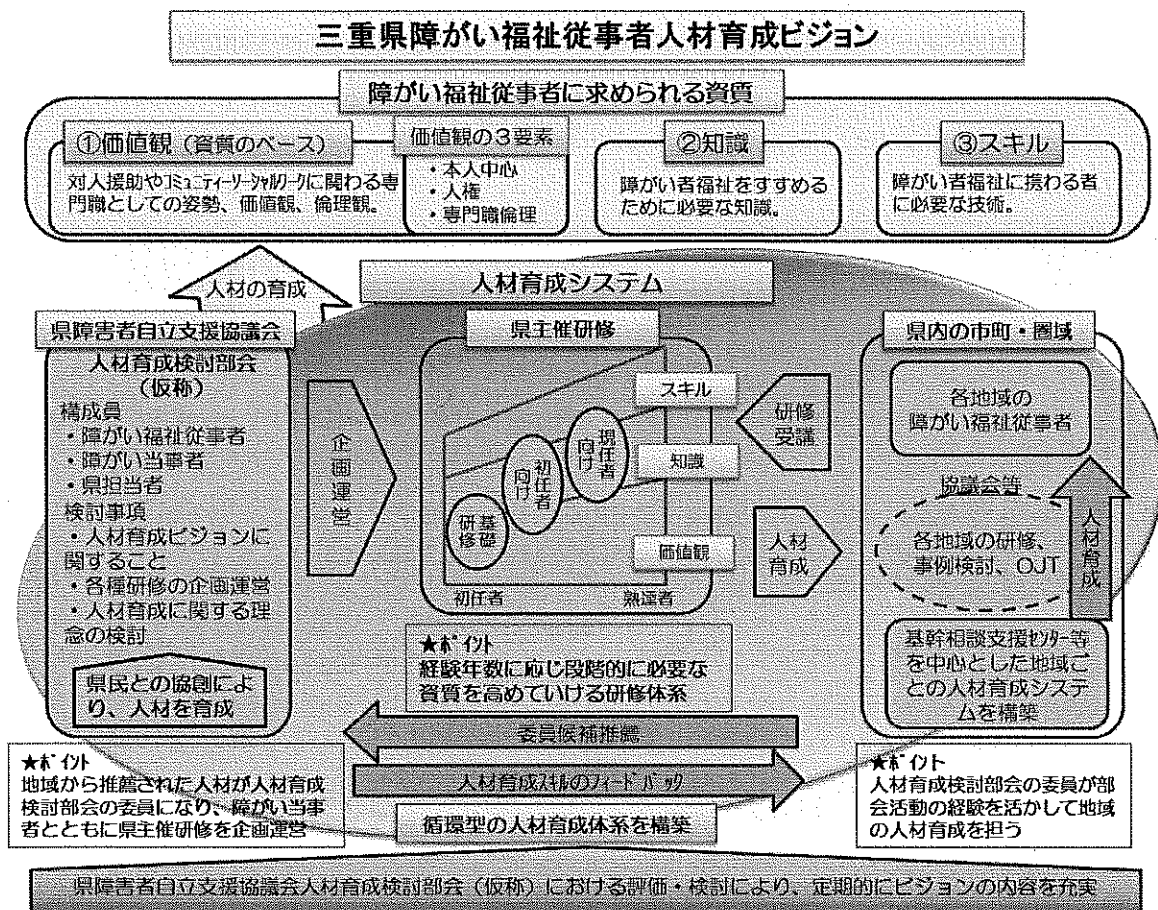 三重県障がい福祉従事者人材育成ビジョン
障がい福祉従事者に求められる資質
①価値観（資質のベース）
対人援助やｺﾐｭﾆﾃｨｰｿｰｼｬﾙﾜｰｸに関わる専
門職としての姿勢、価値観、倫理観。
価値観の３要素
・本人中心
・人権
・専門職倫理
②知識
障がい者福祉をすすめる
ために必要な知識。
③スキル
障がい者福祉に携わる者
に必要な技術。
人材の育成
人材育成システム
県障害者自立支援協議会
人材育成検討部会
（仮称）
構成員
・障がい福祉従事者
・障がい当事者
・県担当者
検討事項
・人材育成ビジョンに
関すること
・各種研修の企画運営
・人材育成に関する理
念の検討
県民との協創によ
り、人材を育成
企画運営
県主催研修
スキル
知識
価値観
現任者
向け
初任者
向け
基礎
研修
初任者
熟達者
研修
受講
人材
育成
県内の市町・圏域
各地域の
障がい福祉従事者
協議会等
各地域の研修、
事例検討、OJT
人材育成
基幹相談支援ｾﾝﾀｰ等
を中心とした地域ご
との人材育成システ
ムを構築
★ﾎﾟｲﾝﾄ
経験年数に応じ段階的に必要な
資質を高めていける研修体系
委員候補推薦
人材育成ｽｷﾙのﾌｨｰﾄﾞﾊﾞｯｸ
循環型の人材育成体系を構築
★ﾎﾟｲﾝﾄ
地域から推薦された人材が人材育成
検討部会の委員になり、障がい当事
者とともに県主催研修を企画運営
★ﾎﾟｲﾝﾄ
人材育成検討部会の委員が部
会活動の経験を活かして地域
の人材育成を担う
県障害者自立支援協議会人材育成検討部会（仮称）における評価・検討により、定期的にビジョンの内容を充実